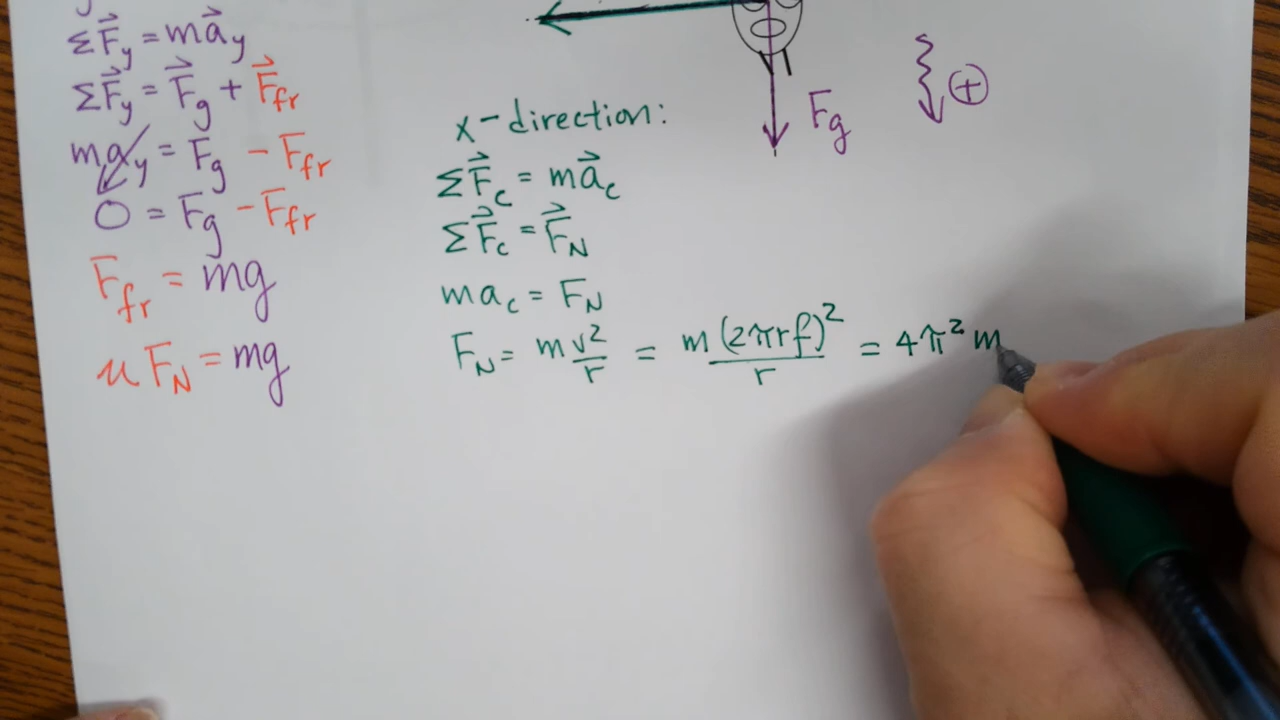 ΣF⃗y = ma⃗y
ΣF⃗y = F⃗g + F⃗fr
may = Fg - Ffr
0 = Fg - Ffr
Ffr = mg
μFN = mg
Fg
+
x-direction:
ΣF⃗c = ma⃗c
ΣF⃗c = F⃗N
mac = FN
FN = m v²/r = m(2πrf)²/r = 4π²m